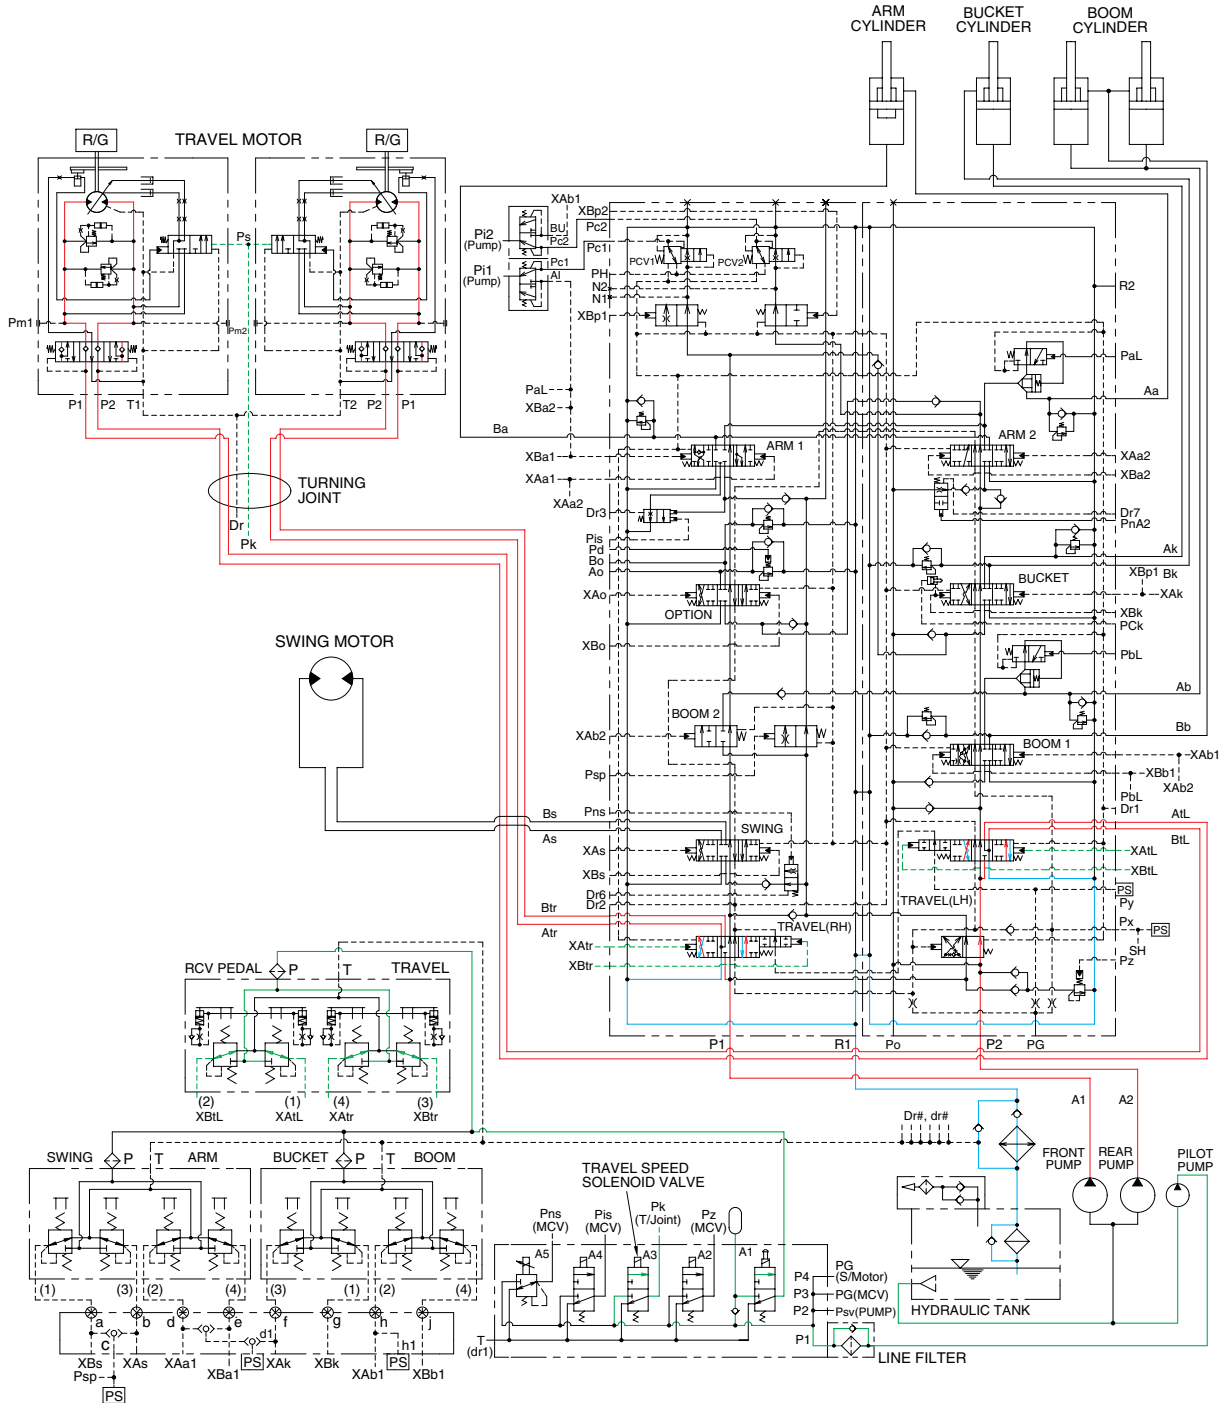 ARM
CYLINDER
BUCKET
CYLINDER
BOOM
CYLINDER
R/G
TRAVEL MOTOR
R/G
XAb1
XBp2
Pi2
(Pump)
BU
Pc2
Pc2
Pc1
Pi1
(Pump)
Pc1
AI
PCV1
PCV2
PH
N2
N1
XBp1
R2
Ps
Pm1
Pm2
PaL
Aa
P1
P2
T1
T2
P2
P1
PaL
XBa2
Ba
ARM 1
ARM 2
XBa1
XAa1
XAa2
XAa2
XBa2
TURNING
JOINT
Dr
Pk
Dr3
Pis
Pd
Bo
Ao
Dr7
PnA2
Ak
XAo
OPTION
XBo
BUCKET
XBp1
Bk
XAk
XBk
PCk
PbL
SWING MOTOR
Ab
BOOM 2
XAb2
Psp
Bb
BOOM 1
XAb1
XBb1
XAb2
PbL
Dr1
Pns
Bs
As
SWING
AtL
BtL
XAs
XBs
XAtL
XBtL
Dr6
Dr2
TRAVEL(LH)
PS
Py
Btr
Atr
TRAVEL(RH)
Px
PS
SH
Pz
XAtr
XBtr
RCV PEDAL
P
T
TRAVEL
P1
R1
Po
P2
PG
(2)
XBtL
(1)
XAtL
(4)
XAtr
(3)
XBtr
A1
A2
Dr#, dr#
FRONT
PUMP
REAR
PUMP
PILOT
PUMP
SWING
P
T
ARM
BUCKET
P
T
BOOM
TRAVEL SPEED
SOLENOID VALVE
Pns
(MCV)
Pis
(MCV)
Pk
(T/Joint)
Pz
(MCV)
A5
A4
A3
A2
A1
PG
(S/Motor)
P4
P3
PG(MCV)
P2
Psv(PUMP)
P1
T
(dr1)
LINE FILTER
HYDRAULIC TANK
(1)
(3)
(2)
(4)
(3)
(1)
(2)
(4)
a
b
d
e
f
g
h
j
c
d1
h1
XBs
XAs
XAa1
XBa1
PS
XAk
XBk
XAb1
PS
XBb1
Psp
PS